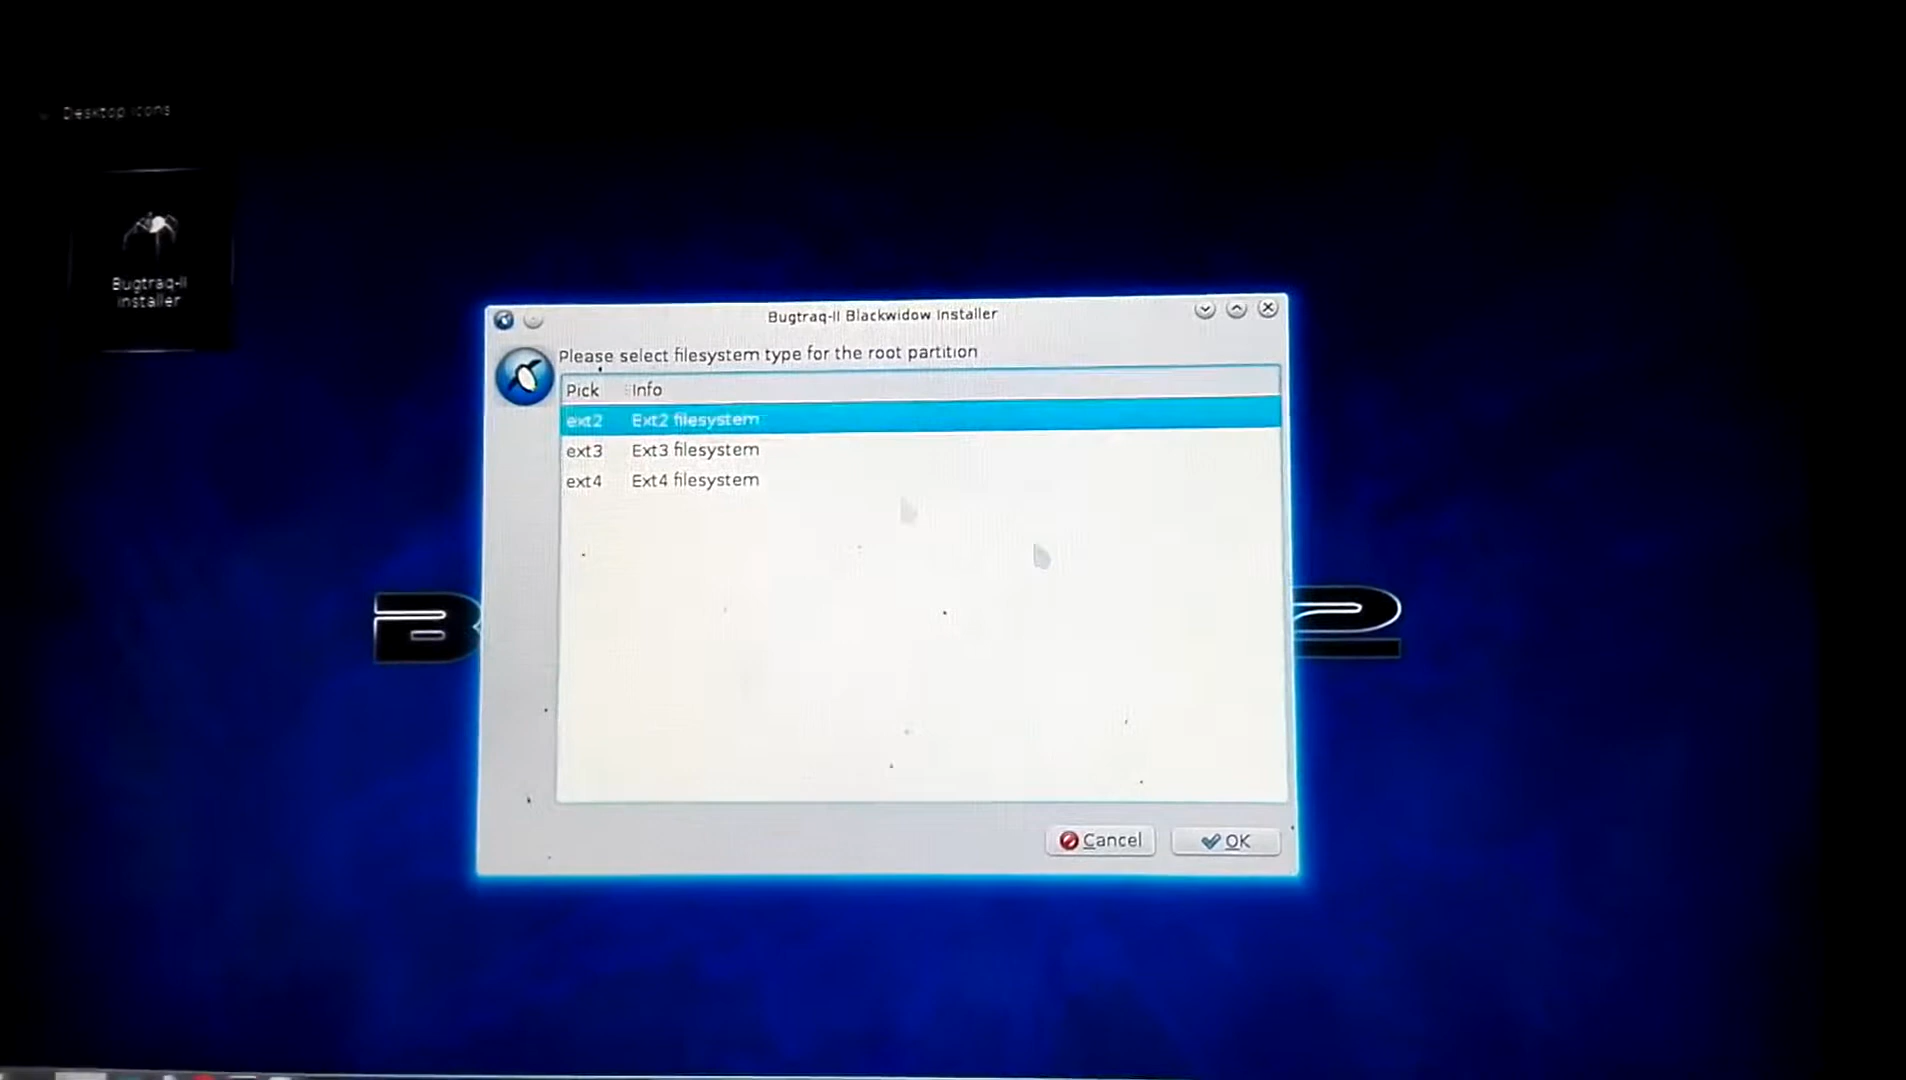 Desktop Icons
Bugtraq-II
installer
Bugtraq-II Blackwidow Installer
Please select filesystem type for the root partition
Pick Info
ext2 Ext2 filesystem
ext3 Ext3 filesystem
ext4 Ext4 filesystem
B 2
Cancel OK